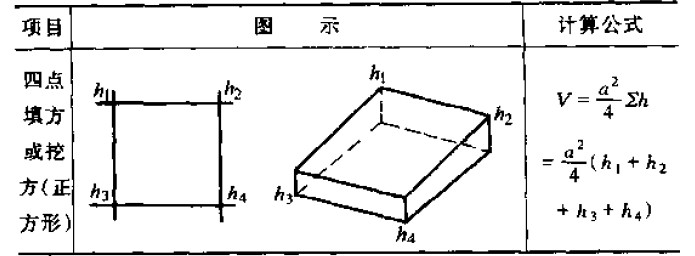 项目 图 示 计算公式
四点
填方
或挖
方(正
方形)
h1 h2
h3 h4
h1
h2
h3
h4
V = a²/4 Σh
= a²/4 ( h1 + h2
+ h3 + h4 )